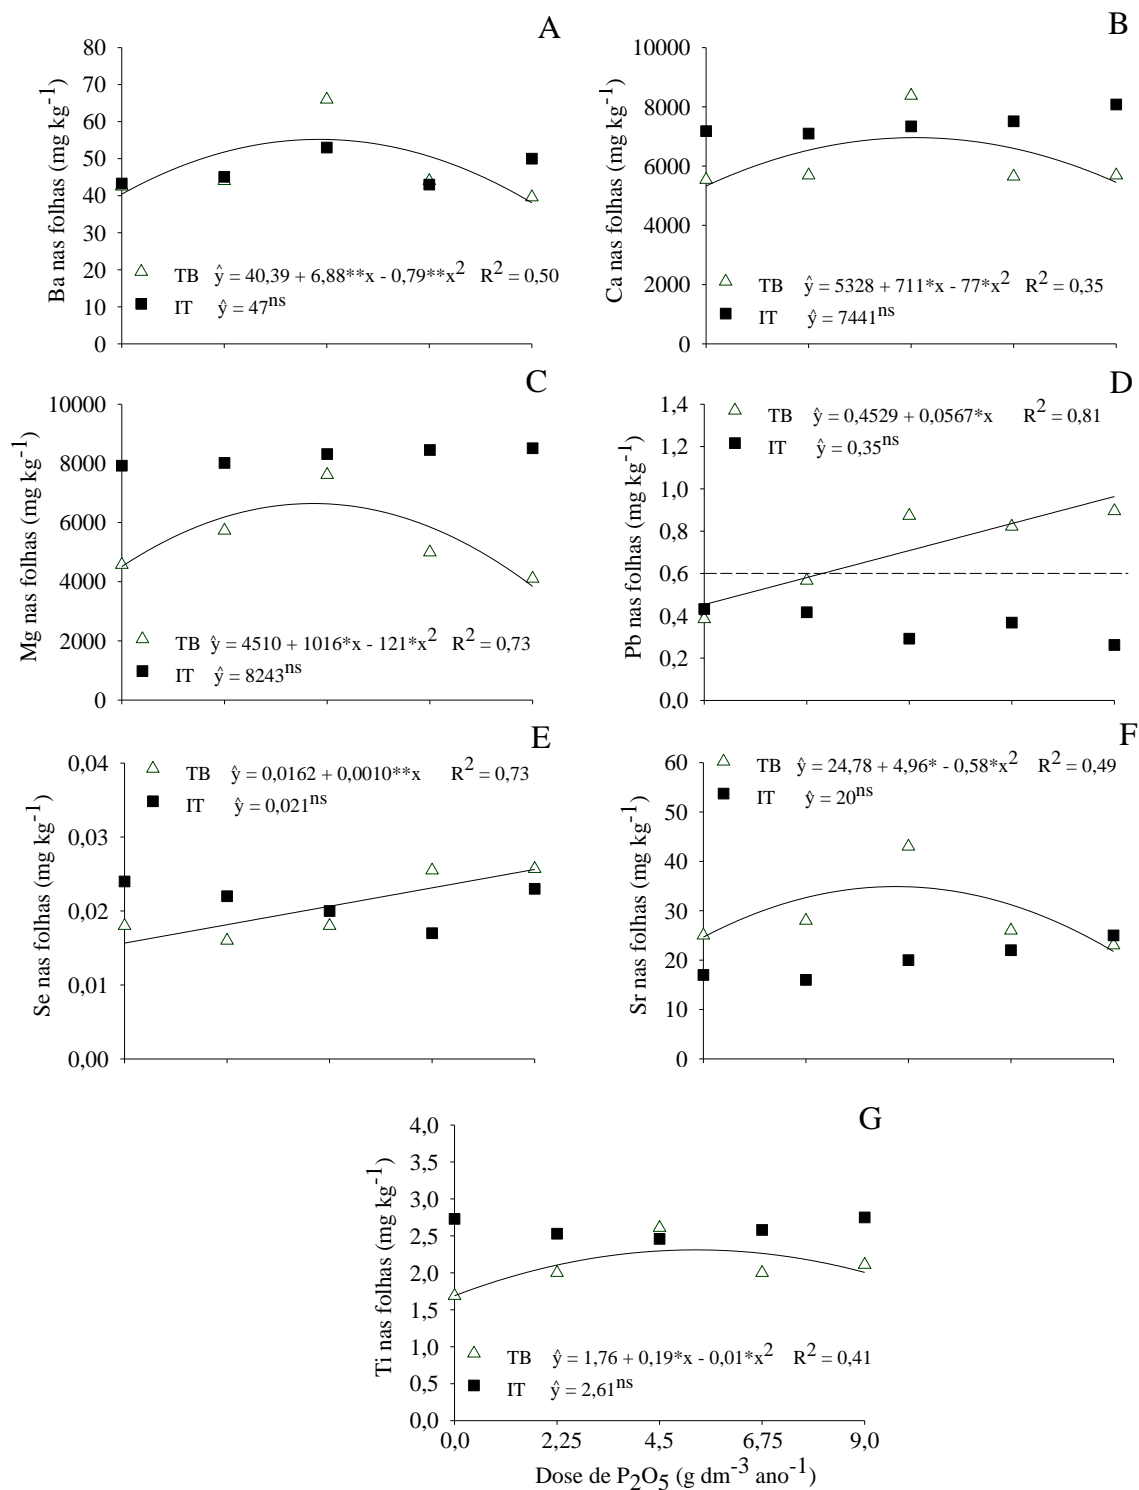 A
80
70
60
50
40
30
20
10
0
Ba nas folhas (mg kg-1)
TB ŷ = 40,39 + 6,88**x - 0,79**x2 R2 = 0,50
IT ŷ = 47ns
B
10000
8000
6000
4000
2000
0
Ca nas folhas (mg kg-1)
TB ŷ = 5328 + 711*x - 77*x2 R2 = 0,35
IT ŷ = 7441ns
C
10000
8000
6000
4000
2000
0
Mg nas folhas (mg kg-1)
TB ŷ = 4510 + 1016*x - 121*x2 R2 = 0,73
IT ŷ = 8243ns
D
1,4
1,2
1,0
0,8
0,6
0,4
0,2
0,0
Pb nas folhas (mg kg-1)
TB ŷ = 0,4529 + 0,0567*x R2 = 0,81
IT ŷ = 0,35ns
E
0,04
0,03
0,02
0,01
0,00
Se nas folhas (mg kg-1)
TB ŷ = 0,0162 + 0,0010**x R2 = 0,73
IT ŷ = 0,021ns
F
60
50
40
30
20
10
0
Sr nas folhas (mg kg-1)
TB ŷ = 24,78 + 4,96* - 0,58*x2 R2 = 0,49
IT ŷ = 20ns
G
4,0
3,5
3,0
2,5
2,0
1,5
1,0
0,5
0,0
Ti nas folhas (mg kg-1)
TB ŷ = 1,76 + 0,19*x - 0,01*x2 R2 = 0,41
IT ŷ = 2,61ns
0,0 2,25 4,5 6,75 9,0
Dose de P2O5 (g dm-3 ano-1)